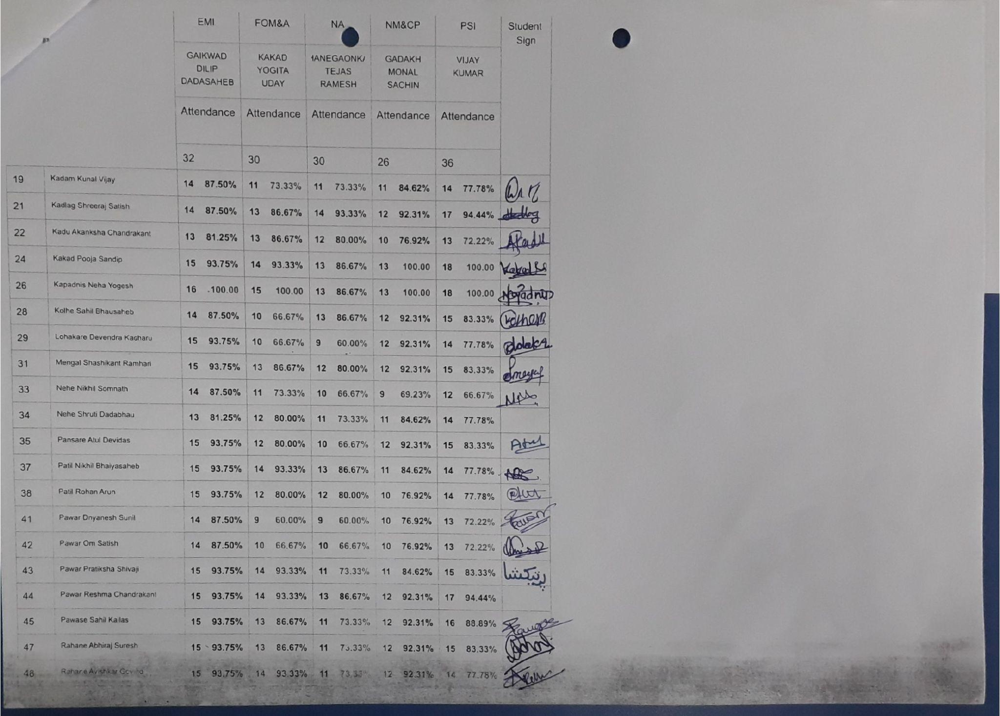 EMI FOM&A NA NM&CP PSI Student Sign
GAIKWAD DILIP DADASAHEB KAKAD YOGITA UDAY TEJAS RAMESH GADAKH MONAL SACHIN VIJAY KUMAR
Attendance Attendance Attendance Attendance Attendance
32 30 30 26 36
19 Kadam Kunal Vijay 14 87.50% 11 73.33% 11 73.33% 11 84.62% 14 77.78%
21 Kadlag Shreeraj Satish 14 87.50% 13 86.67% 14 93.33% 12 92.31% 17 94.44%
22 Kadu Akanksha Chandrakant 13 81.25% 13 86.67% 12 80.00% 10 76.92% 13 72.22% AKadu
24 Kakad Pooja Sandip 15 93.75% 14 93.33% 13 86.67% 13 100.00 18 100.00
26 Kapadnis Neha Yogesh 16 100.00 15 100.00 13 86.67% 13 100.00 18 100.00
28 Kolhe Sahil Bhausaheb 14 87.50% 10 66.67% 13 86.67% 12 92.31% 15 83.33%
29 Lohakare Devendra Kacharu 15 93.75% 10 66.67% 9 60.00% 12 92.31% 14 77.78%
31 Mengal Shashikant Ramhari 15 93.75% 13 86.67% 12 80.00% 12 92.31% 15 83.33%
33 Nehe Nikhil Somnath 14 87.50% 11 73.33% 10 66.67% 9 69.23% 12 66.67%
34 Nehe Shruti Dadabhau 13 81.25% 12 80.00% 11 73.33% 11 84.62% 14 77.78%
35 Pansare Atul Devidas 15 93.75% 12 80.00% 10 66.67% 12 92.31% 15 83.33% Atul
37 Patil Nikhil Bhaiyasaheb 15 93.75% 14 93.33% 13 86.67% 11 84.62% 14 77.78%
38 Patil Rohan Arun 15 93.75% 12 80.00% 12 80.00% 10 76.92% 14 77.78%
41 Pawar Dnyanesh Sunil 14 87.50% 9 60.00% 9 60.00% 10 76.92% 13 72.22%
42 Pawar Om Satish 14 87.50% 10 66.67% 10 66.67% 10 76.92% 13 72.22%
43 Pawar Pratiksha Shivaji 15 93.75% 14 93.33% 11 73.33% 11 84.62% 15 83.33% پرتیکشا
44 Pawar Reshma Chandrakant 15 93.75% 14 93.33% 13 86.67% 12 92.31% 17 94.44%
45 Pawase Sahil Kailas 15 93.75% 13 86.67% 11 73.33% 12 92.31% 16 88.89%
47 Rahane Abhiraj Suresh 15 93.75% 13 86.67% 11 73.33% 12 92.31% 15 83.33%
48 Rahane Avishkar Govind 15 93.75% 14 93.33% 11 73.33% 12 92.31% 14 77.78%